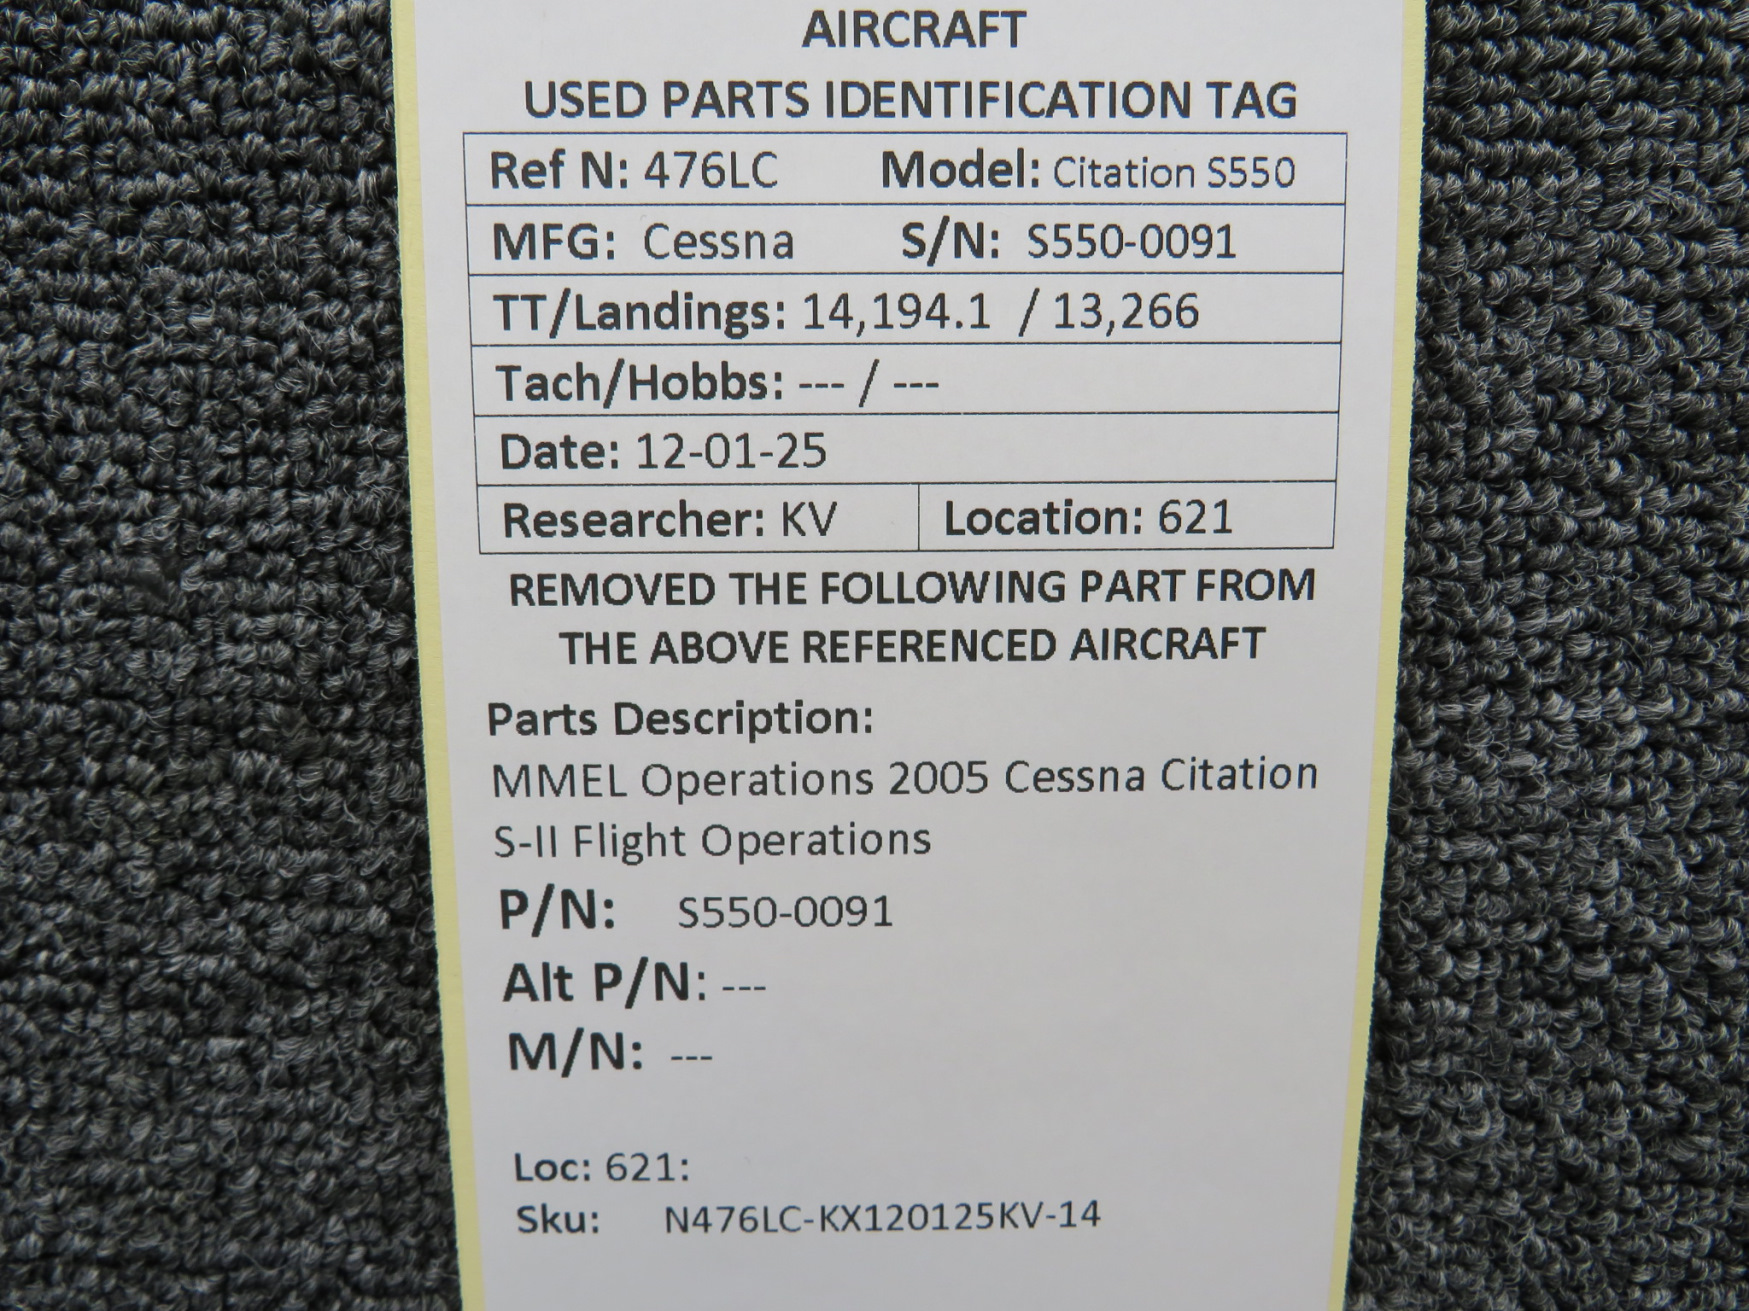 AIRCRAFT
USED PARTS IDENTIFICATION TAG
Ref N: 476LC Model: Citation S550
MFG: Cessna S/N: S550-0091
TT/Landings: 14,194.1 / 13,266
Tach/Hobbs: --- / ---
Date: 12-01-25
Researcher: KV Location: 621
REMOVED THE FOLLOWING PART FROM
THE ABOVE REFERENCED AIRCRAFT
Parts Description:
MMEL Operations 2005 Cessna Citation
S-II Flight Operations
P/N: S550-0091
Alt P/N: ---
M/N: ---
Loc: 621:
Sku: N476LC-KX120125KV-14